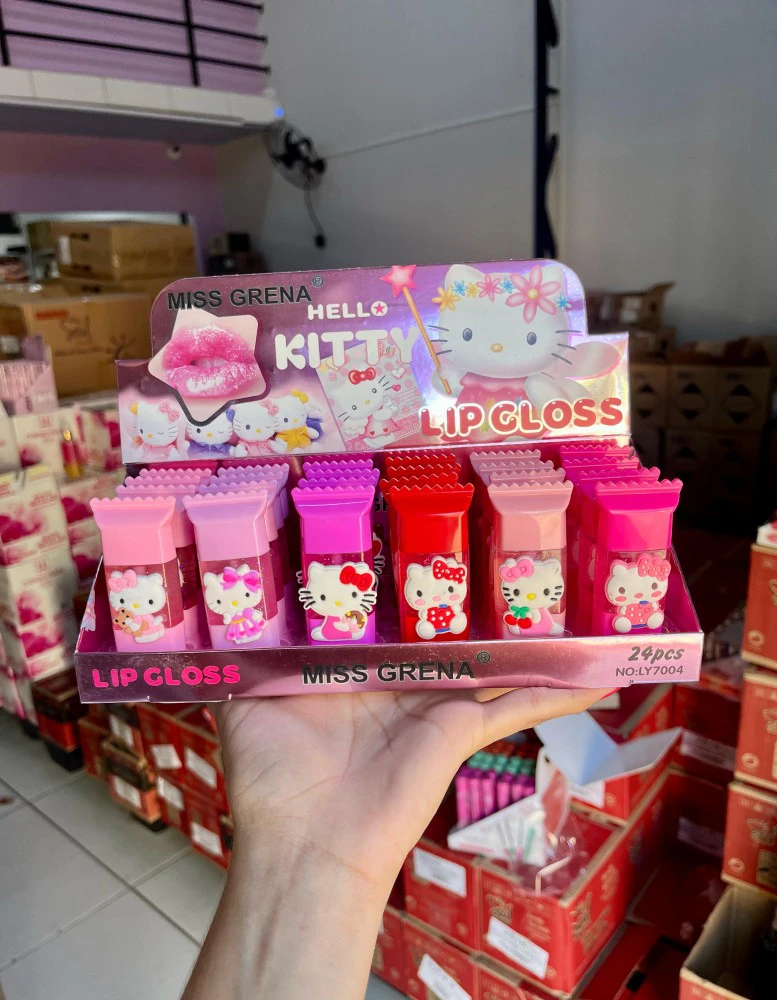 MISS GRENA®
HELLO
KITTY
LIP GLOSS
LIP GLOSS
MISS GRENA®
24pcs
NO:LY7004